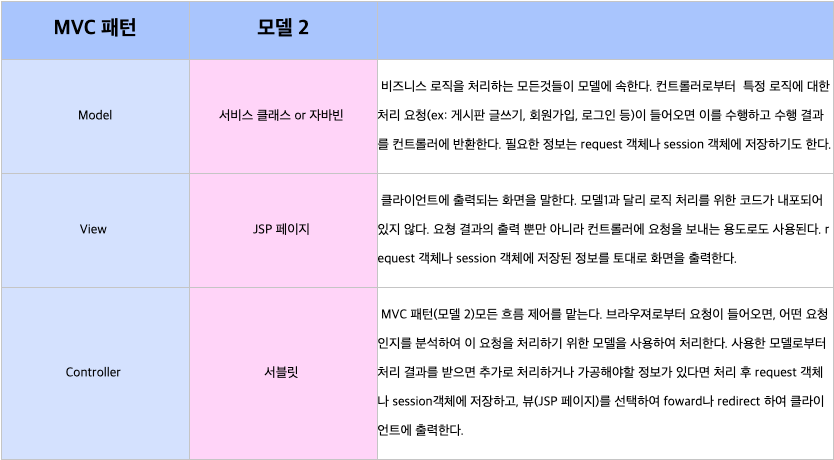 MVC 패턴 모델 2
Model 서비스 클래스 or 자바빈
비즈니스 로직을 처리하는 모든것들이 모델에 속한다. 컨트롤러로부터 특정 로직에 대한
처리 요청(ex: 게시판 글쓰기, 회원가입, 로그인 등)이 들어오면 이를 수행하고 수행 결과
를 컨트롤러에 반환한다. 필요한 정보는 request 객체나 session 객체에 저장하기도 한다.
View JSP 페이지
클라이언트에 출력되는 화면을 말한다. 모델1과 달리 로직 처리를 위한 코드가 내포되어
있지 않다. 요청 결과의 출력 뿐만 아니라 컨트롤러에 요청을 보내는 용도로도 사용된다. r
equest 객체나 session 객체에 저장된 정보를 토대로 화면을 출력한다.
Controller 서블릿
MVC 패턴(모델 2)모든 흐름 제어를 맡는다. 브라우져로부터 요청이 들어오면, 어떤 요청
인지를 분석하여 이 요청을 처리하기 위한 모델을 사용하여 처리한다. 사용한 모델로부터
처리 결과를 받으면 추가로 처리하거나 가공해야할 정보가 있다면 처리 후 request 객체
나 session객체에 저장하고, 뷰(JSP 페이지)를 선택하여 foward나 redirect 하여 클라이
언트에 출력한다.